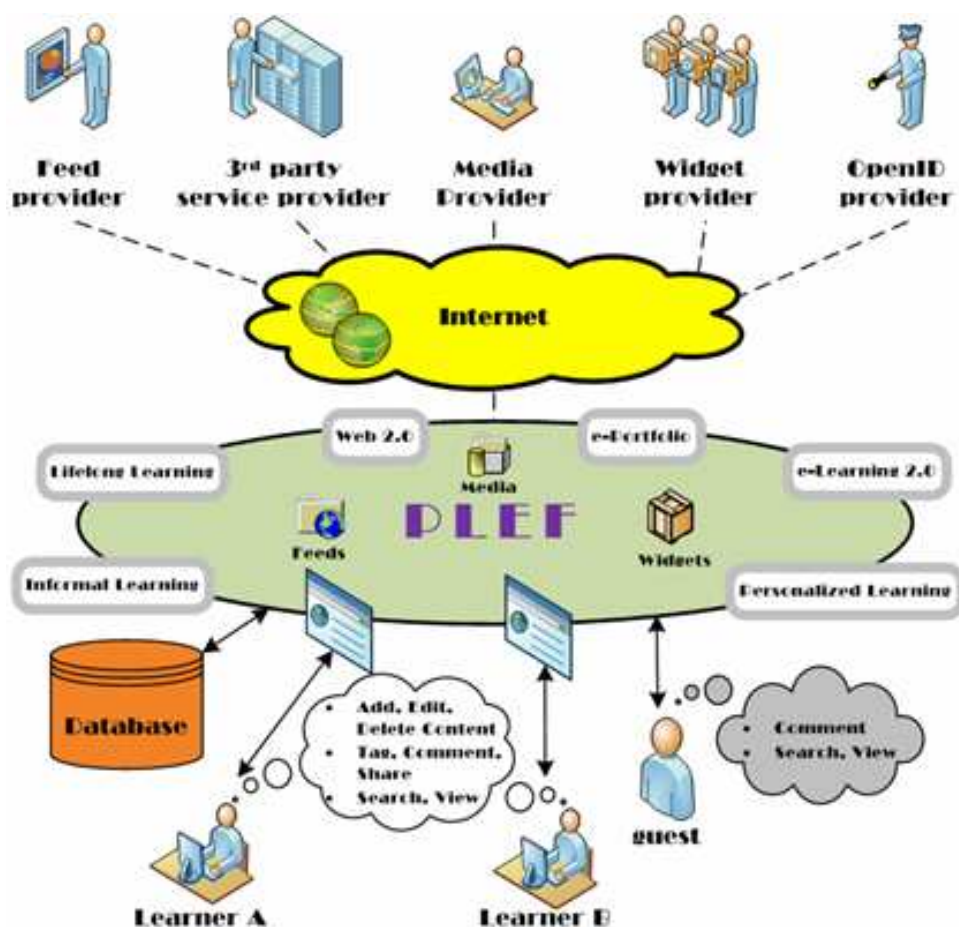 Feed
provider
3rd party
service provider
Media
Provider
Widget
provider
OpenID
provider
Internet
Web 2.0
e-Portfolio
Lifelong Learning
e-Learning 2.0
Media
PLEF
Feeds
Widgets
Informal Learning
Personalized Learning
Database
• Add, Edit,
Delete Content
• Tag, Comment,
Share
• Search, View
• Comment
• Search, View
guest
Learner A
Learner B